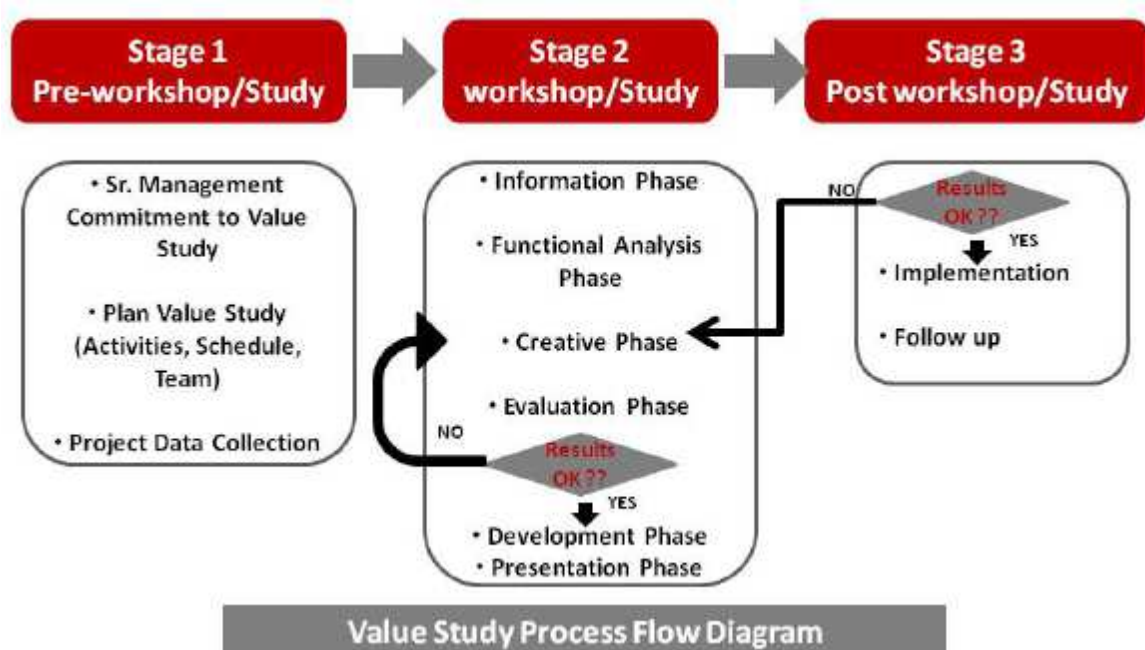 Stage 1
Pre-workshop/Study
Stage 2
workshop/Study
Stage 3
Post workshop/Study
• Sr. Management
Commitment to Value
Study
• Plan Value Study
(Activities, Schedule,
Team)
• Project Data Collection
• Information Phase
• Functional Analysis
Phase
• Creative Phase
• Evaluation Phase
NO
Results
OK ??
YES
• Development Phase
• Presentation Phase
NO
Results
OK ??
YES
• Implementation
• Follow up
Value Study Process Flow Diagram